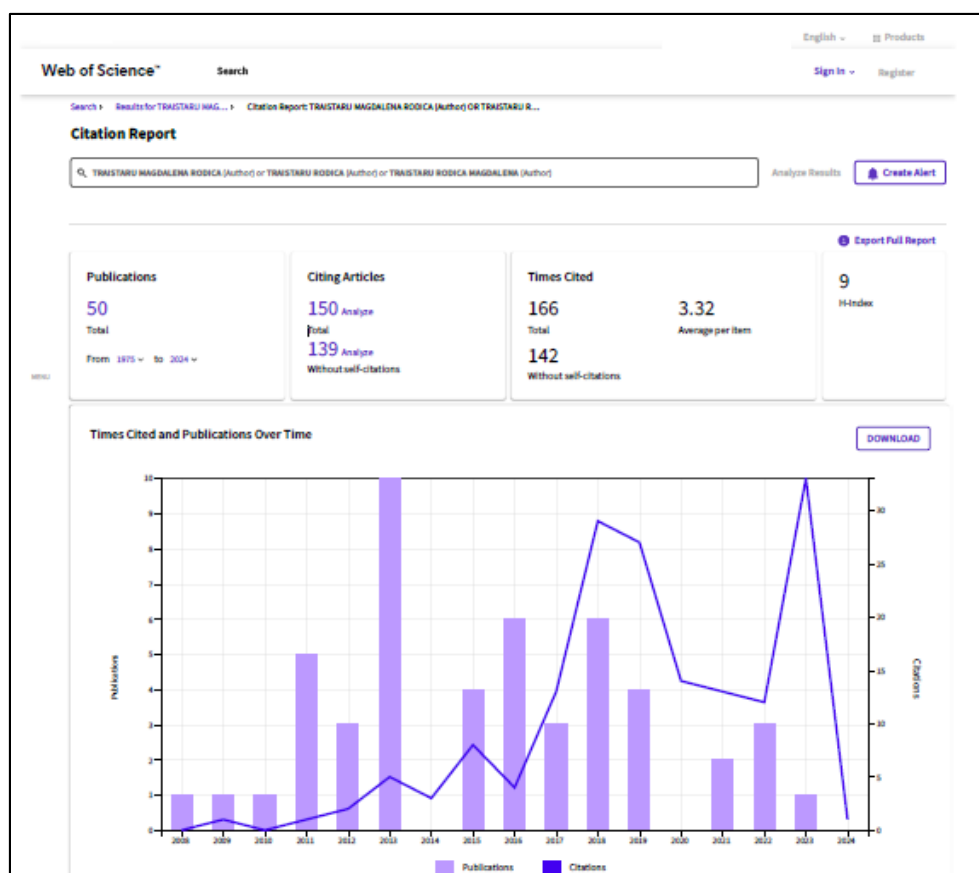 English
Products
Web of Science™
Search
Sign In
Register
Search › Results for TRAISTARU MAG... › Citation Report: TRAISTARU MAGDALENA RODICA (Author) OR TRAISTARU R...
Citation Report
TRAISTARU MAGDALENA RODICA (Author) or TRAISTARU RODICA (Author) or TRAISTARU RODICA MAGDALENA (Author)
Analyze Results
Create Alert
Export Full Report
Publications
50
Total
From 1975 to 2024
Citing Articles
150 Analyze
Total
139 Analyze
Without self-citations
Times Cited
166
Total
142
Without self-citations
3.32
Average per item
9
H-Index
MENU
Times Cited and Publications Over Time
DOWNLOAD
10
9
8
7
6
5
4
3
2
1
0
Publications
30
25
20
15
10
5
0
Citations
2008 2009 2010 2011 2012 2013 2014 2015 2016 2017 2018 2019 2020 2021 2022 2023 2024
Publications Citations